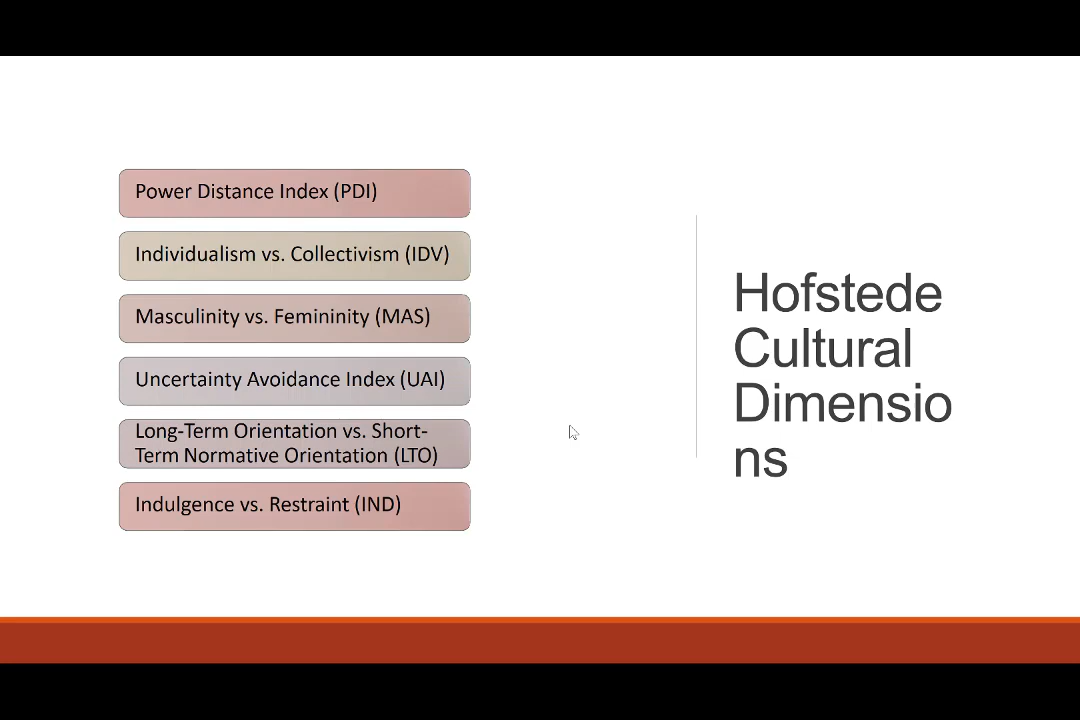 Power Distance Index (PDI)
Individualism vs. Collectivism (IDV)
Masculinity vs. Femininity (MAS)
Uncertainty Avoidance Index (UAI)
Long-Term Orientation vs. Short-
Term Normative Orientation (LTO)
Indulgence vs. Restraint (IND)
Hofstede
Cultural
Dimensio
ns